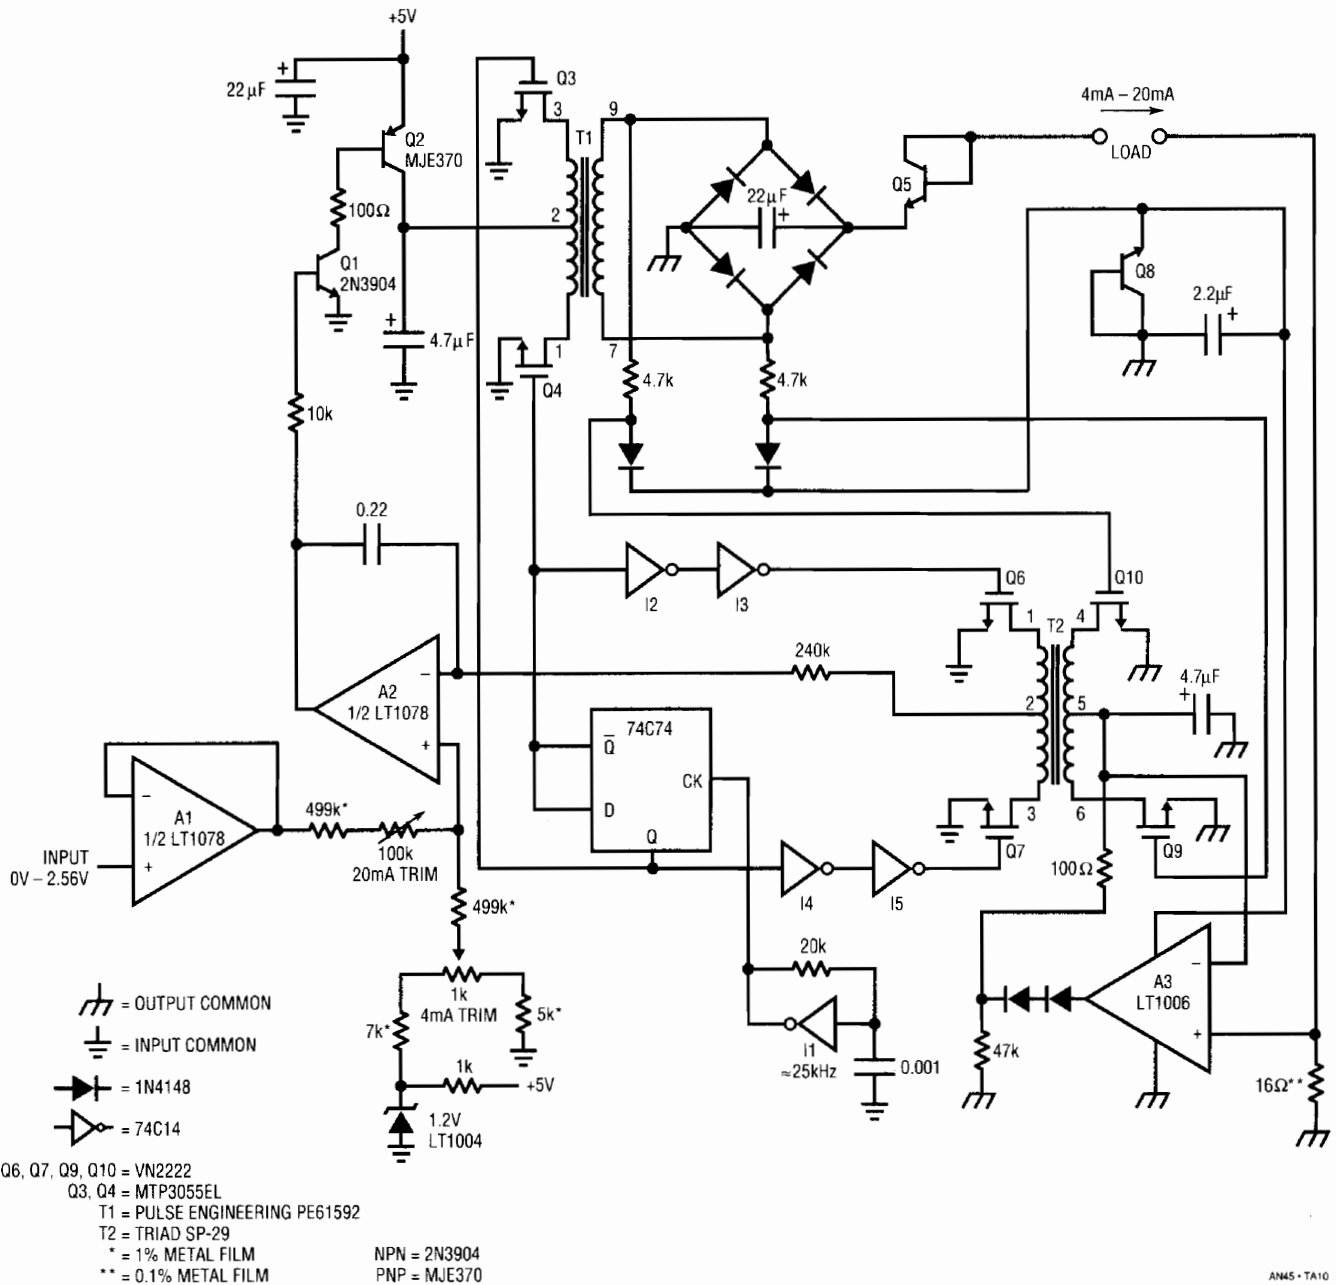 +5V
22μF
+
Q2
MJE370
100Ω
Q1
2N3904
+
4.7μF
10k
Q3
3
T1
9
2
1
7
Q4
22μF
+
Q5
4mA – 20mA
LOAD
Q8
2.2μF
+
4.7k
4.7k
0.22
I2
I3
Q6
Q10
1
T2
4
240k
2
5
4.7μF
+
3
6
Q7
Q9
100Ω
A2
1/2 LT1078
–
+
74C74
Q̅
CK
D
Q
A1
1/2 LT1078
–
+
INPUT
0V – 2.56V
499k*
100k
20mA TRIM
499k*
I4
I5
20k
I1
≈25kHz
0.001
1k
4mA TRIM
7k*
5k*
1k
+5V
1.2V
LT1004
A3
LT1006
–
+
47k
16Ω**
= OUTPUT COMMON
= INPUT COMMON
= 1N4148
= 74C14
Q6, Q7, Q9, Q10 = VN2222
Q3, Q4 = MTP3055EL
T1 = PULSE ENGINEERING PE61592
T2 = TRIAD SP-29
* = 1% METAL FILM
** = 0.1% METAL FILM
NPN = 2N3904
PNP = MJE370
AN45 • TA10